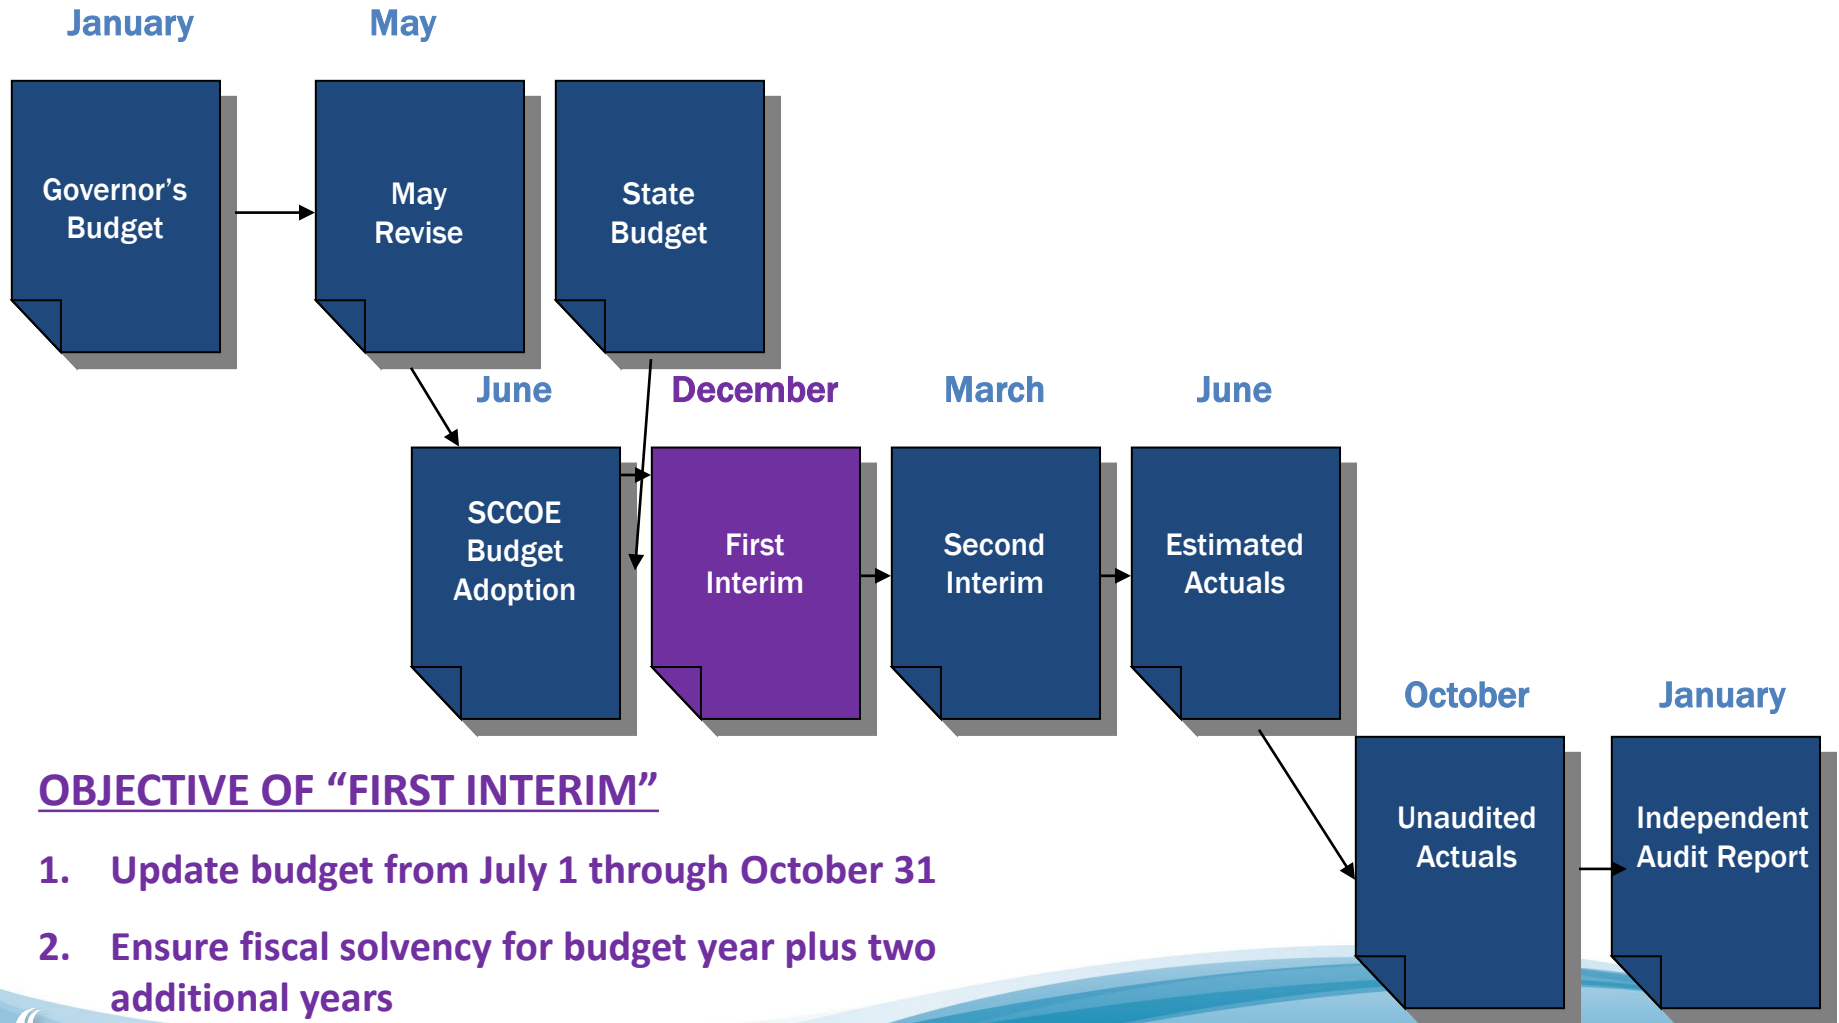 January
May
Governor’s
Budget
May
Revise
State
Budget
June
December
March
June
SCCOE
Budget
Adoption
First
Interim
Second
Interim
Estimated
Actuals
October
January
Unaudited
Actuals
Independent
Audit Report
OBJECTIVE OF “FIRST INTERIM”
1. Update budget from July 1 through October 31
2. Ensure fiscal solvency for budget year plus two
additional years